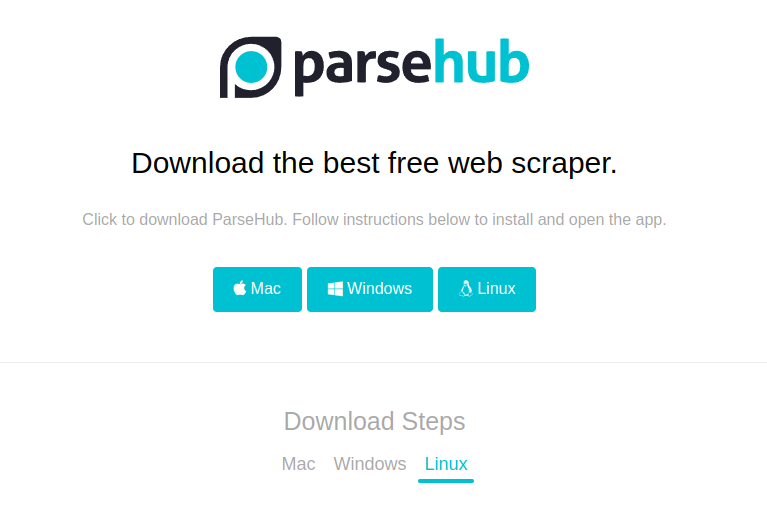 parsehub
Download the best free web scraper.
Click to download ParseHub. Follow instructions below to install and open the app.
Mac Windows Linux
Download Steps
Mac Windows Linux